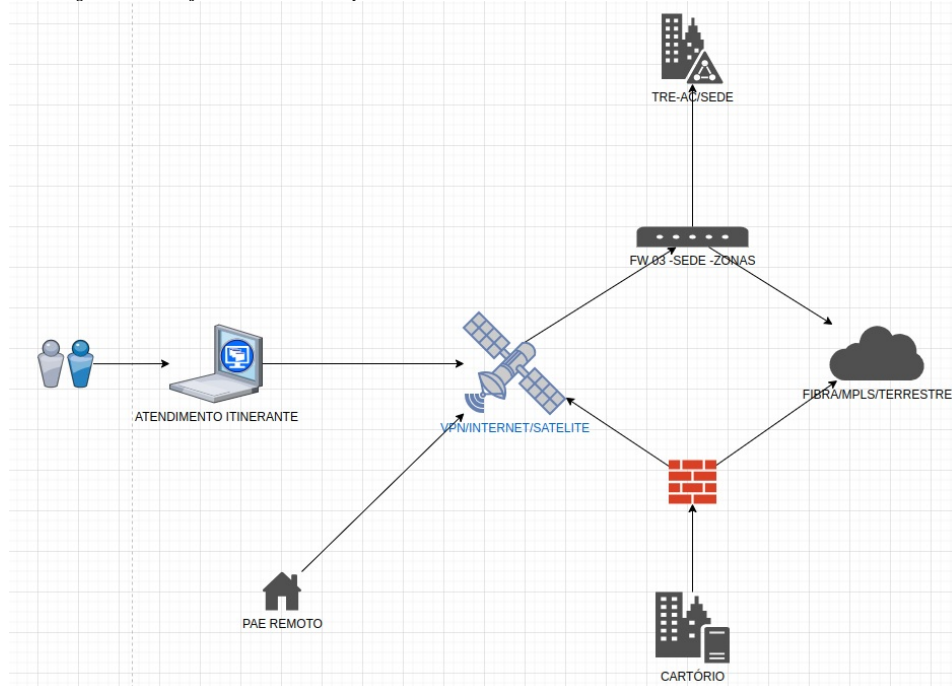 TRE-AC/SEDE
FW 03 -SEDE -ZONAS
FIBRA/MPLS/TERRESTRE
ATENDIMENTO ITINERANTE
VPN/INTERNET/SATELITE
PAE REMOTO
CARTÓRIO